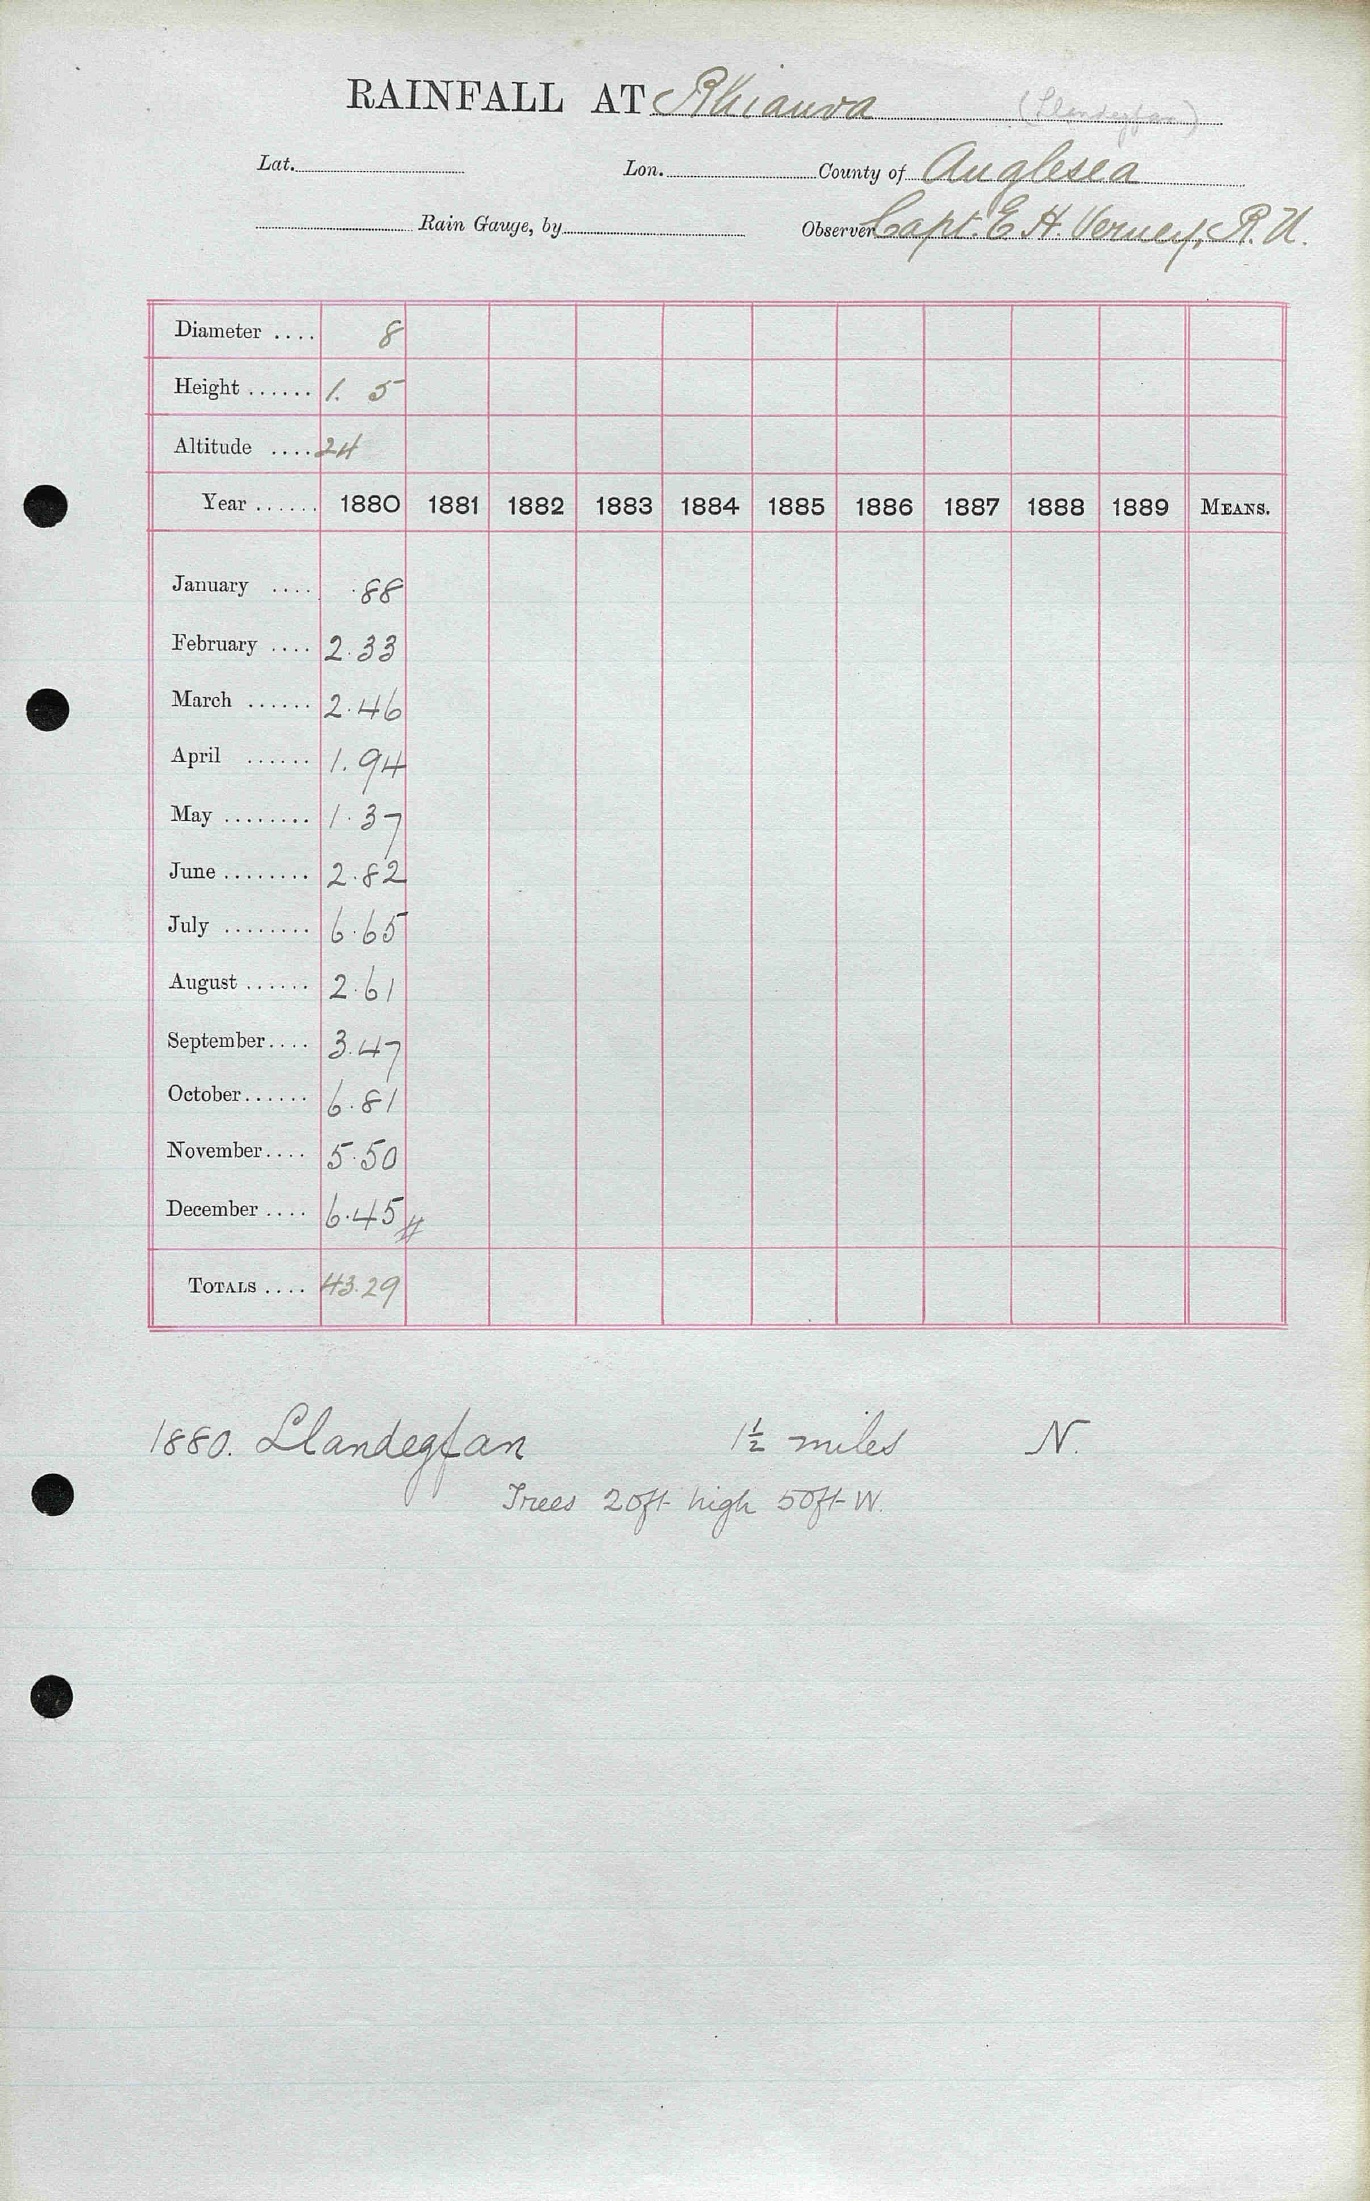 RAINFALL AT Rhianva (Llandegfan)
Lat. Lon. County of Anglesea
Rain Gauge, by Observer Capt. E. H. Verney, R.N.
Diameter .... 8
Height ...... 1. 5
Altitude .... 24
Year ...... 1880 1881 1882 1883 1884 1885 1886 1887 1888 1889 MEANS.
January .... .88
February .... 2.33
March ...... 2.46
April ...... 1.94
May ........ 1.37
June ........ 2.82
July ........ 6.65
August ...... 2.61
September.... 3.47
October...... 6.81
November.... 5.50
December .... 6.45
TOTALS .... 43.29
1880. Llandegfan 1½ miles N.
Trees 20ft high 50ft W.